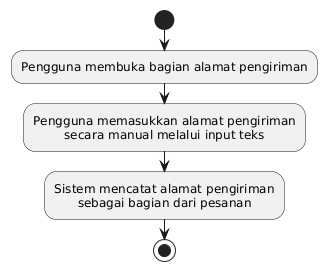 Pengguna membuka bagian alamat pengiriman
Pengguna memasukkan alamat pengiriman
secara manual melalui input teks
Sistem mencatat alamat pengiriman
sebagai bagian dari pesanan